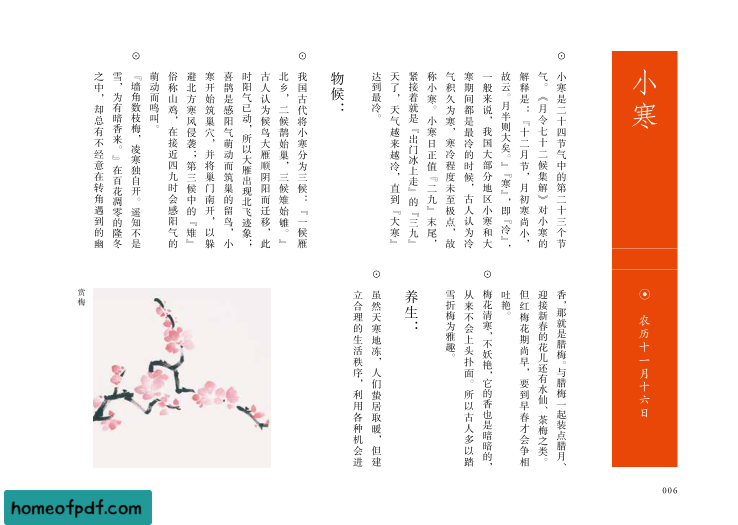 小寒
农历十一月十六日
小寒是二十四节气中的第二十三个节
气。《月令七十二候集解》对小寒的
解释是：『十二月节，月初寒尚小，
故云。月半则大矣。』『寒』，即『冷』，
一般来说，我国大部分地区小寒和大
寒期间都是最冷的时候，古人认为冷
气积久为寒，寒冷程度未至极点，故
称小寒。小寒日正值『二九』末尾，
紧接着就是『出门冰上走』的『三九』
天了，天气越来越冷，直到『大寒』
达到最冷。
物候：
我国古代将小寒分为三候：『一候雁
北乡，二候鹊始巢，三候雉始雊。』
古人认为候鸟大雁顺阴阳而迁移，此
时阳气已动，所以大雁出现北飞迹象；
喜鹊是感阳气萌动而筑巢的留鸟，小
寒开始筑巢穴，并将巢门南开，以躲
避北方寒风侵袭；第三候中的『雉』
俗称山鸡，在接近四九时会感阳气的
萌动而鸣叫。
『墙角数枝梅，凌寒独自开。遥知不是
雪，为有暗香来。』在百花凋零的隆冬
之中，却总有不经意在转角遇到的幽
香，那就是腊梅。与腊梅一起装点腊月、
迎接新春的花儿还有水仙、茶梅之类。
但红梅花期尚早，要到早春才会争相
吐艳。
梅花清寒，不妖艳，它的香也是暗暗的，
从来不会上头扑面。所以古人多以踏
雪折梅为雅趣。
养生：
虽然天寒地冻，人们蛰居取暖，但建
立合理的生活秩序，利用各种机会进
赏梅
006
homeofpdf.com